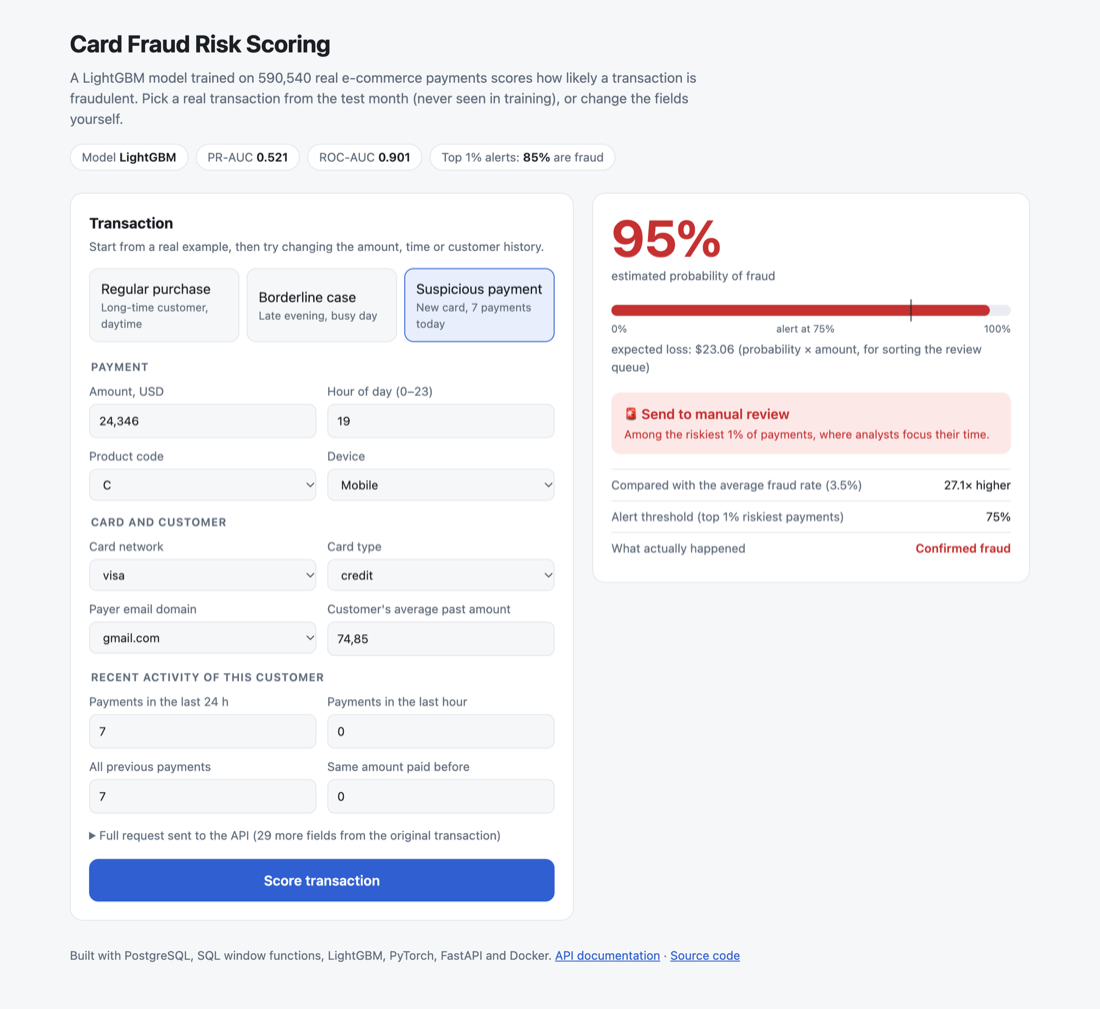 Card Fraud Risk Scoring
A LightGBM model trained on 590,540 real e-commerce payments scores how likely a transaction is
fraudulent. Pick a real transaction from the test month (never seen in training), or change the fields
yourself.
Model LightGBM
PR-AUC 0.521
ROC-AUC 0.901
Top 1% alerts: 85% are fraud
Transaction
Start from a real example, then try changing the amount, time or customer history.
Regular purchase
Long-time customer,
daytime
Borderline case
Late evening, busy day
Suspicious payment
New card, 7 payments
today
PAYMENT
Amount, USD
24,346
Hour of day (0–23)
19
Product code
C
Device
Mobile
CARD AND CUSTOMER
Card network
visa
Card type
credit
Payer email domain
gmail.com
Customer's average past amount
74,85
RECENT ACTIVITY OF THIS CUSTOMER
Payments in the last 24 h
7
Payments in the last hour
0
All previous payments
7
Same amount paid before
0
Full request sent to the API (29 more fields from the original transaction)
Score transaction
95%
estimated probability of fraud
0%
alert at 75%
100%
expected loss: $23.06 (probability × amount, for sorting the review
queue)
Send to manual review
Among the riskiest 1% of payments, where analysts focus their time.
Compared with the average fraud rate (3.5%)
27.1× higher
Alert threshold (top 1% riskiest payments)
75%
What actually happened
Confirmed fraud
Built with PostgreSQL, SQL window functions, LightGBM, PyTorch, FastAPI and Docker. API documentation · Source code